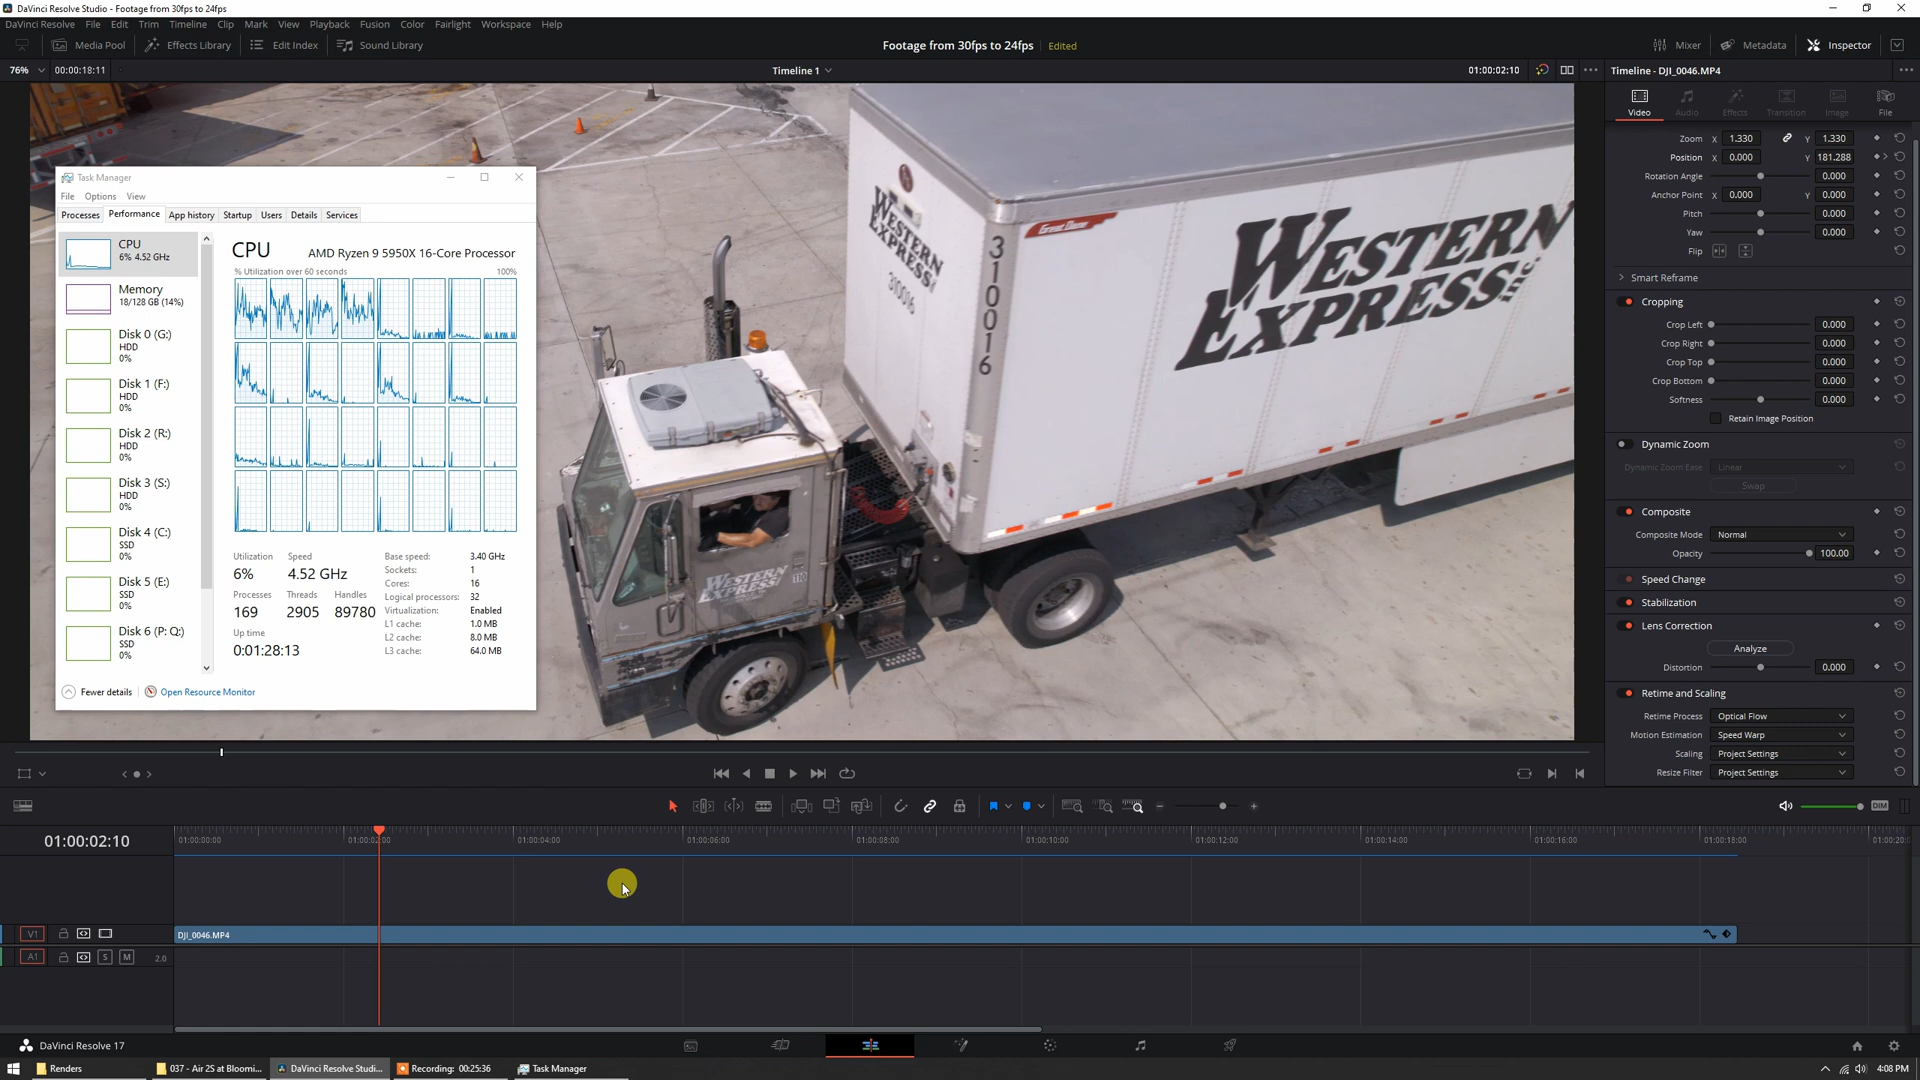 DaVinci Resolve Studio - Footage from 30fps to 24fps
DaVinci Resolve File Edit Trim Timeline Clip Mark View Playback Fusion Color Fairlight Workspace Help
Media Pool Effects Library Edit Index Sound Library Footage from 30fps to 24fps Edited Mixer Metadata Inspector
76% 00:00:18:11 Timeline 1 01:00:02:10 Timeline - DJI_0046.MP4
Video Audio Effects Transition Image File
Zoom X 1.330 Y 1.330
Position X 0.000 Y 181.288
Rotation Angle 0.000
Anchor Point X 0.000 Y 0.000
Pitch 0.000
Yaw 0.000
Flip
Smart Reframe
Cropping
Crop Left 0.000
Crop Right 0.000
Crop Top 0.000
Crop Bottom 0.000
Softness 0.000
Retain Image Position
Dynamic Zoom
Dynamic Zoom Ease Linear
Swap
Composite
Composite Mode Normal
Opacity 100.00
Speed Change
Stabilization
Lens Correction
Analyze
Distortion 0.000
Retime and Scaling
Retime Process Optical Flow
Motion Estimation Speed Warp
Scaling Project Settings
Resize Filter Project Settings
Task Manager
File Options View
Processes Performance App history Startup Users Details Services
CPU
6% 4.52 GHz
Memory
18/128 GB (14%)
Disk 0 (G:)
HDD
0%
Disk 1 (F:)
HDD
0%
Disk 2 (R:)
HDD
0%
Disk 3 (S:)
HDD
0%
Disk 4 (C:)
SSD
0%
Disk 5 (E:)
SSD
0%
Disk 6 (P: Q:)
SSD
0%
CPU AMD Ryzen 9 5950X 16-Core Processor
% Utilization over 60 seconds 100%
Utilization Speed
6% 4.52 GHz
Processes Threads Handles
169 2905 89780
Up time
0:01:28:13
Base speed: 3.40 GHz
Sockets: 1
Cores: 16
Logical processors: 32
Virtualization: Enabled
L1 cache: 1.0 MB
L2 cache: 8.0 MB
L3 cache: 64.0 MB
Fewer details Open Resource Monitor
WESTERN
EXPRESS
310016
Great Dane
310016
WESTERN
EXPRESS INC
WESTERN
EXPRESS
110
DIM
01:00:02:10
01:00:00:00 01:00:02:00 01:00:04:00 01:00:06:00 01:00:08:00 01:00:10:00 01:00:12:00 01:00:14:00 01:00:16:00 01:00:18:00 01:00:20:
V1 DJI_0046.MP4
A1 S M 2.0
DaVinci Resolve 17
Renders 037 - Air 2S at Bloomi... DaVinci Resolve Studi... Recording: 00:25:36 Task Manager 4:08 PM